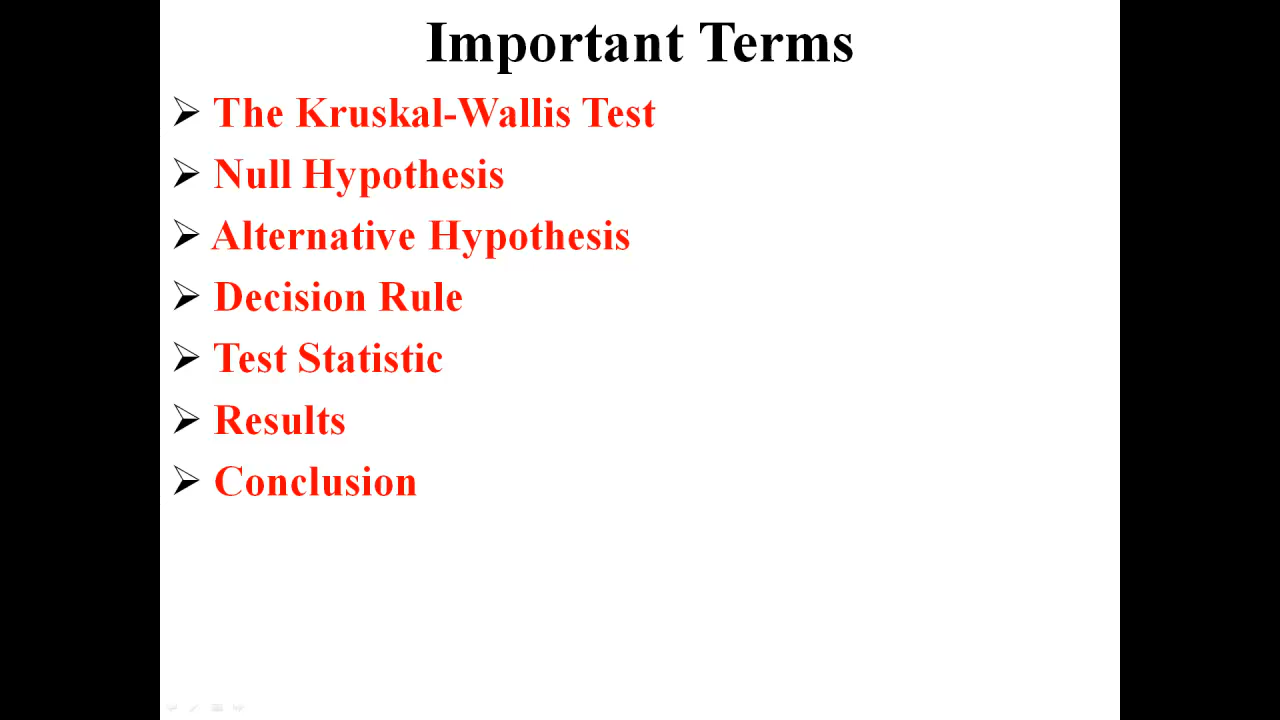 Important Terms
The Kruskal-Wallis Test
Null Hypothesis
Alternative Hypothesis
Decision Rule
Test Statistic
Results
Conclusion